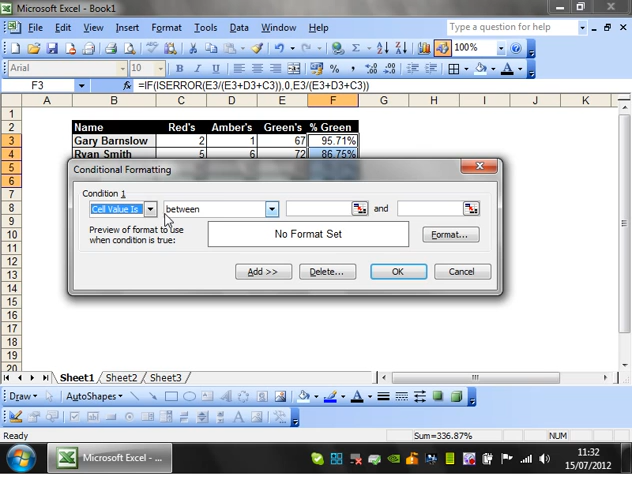 Microsoft Excel - Book1
File Edit View Insert Format Tools Data Window Help
Type a question for help
100%
Arial 10 B I U
F3 fx =IF(ISERROR(E3/(E3+D3+C3)),0,E3/(E3+D3+C3))
A B C D E F G H I J K
1
2 Name Red's Amber's Green's % Green
3 Gary Barnslow 2 1 67 95.71%
4 Ryan Smith 5 6 72 86.75%
5
6
7
8
9
10
11
12
13
14
15
16
17
18
19
20
Conditional Formatting
Condition 1
Cell Value Is between and
Preview of format to use
when condition is true:
No Format Set
Format...
Add >> Delete... OK Cancel
Sheet1 Sheet2 Sheet3
Draw AutoShapes
Ready Sum=336.87% NUM
Microsoft Excel - ...
11:32
15/07/2012